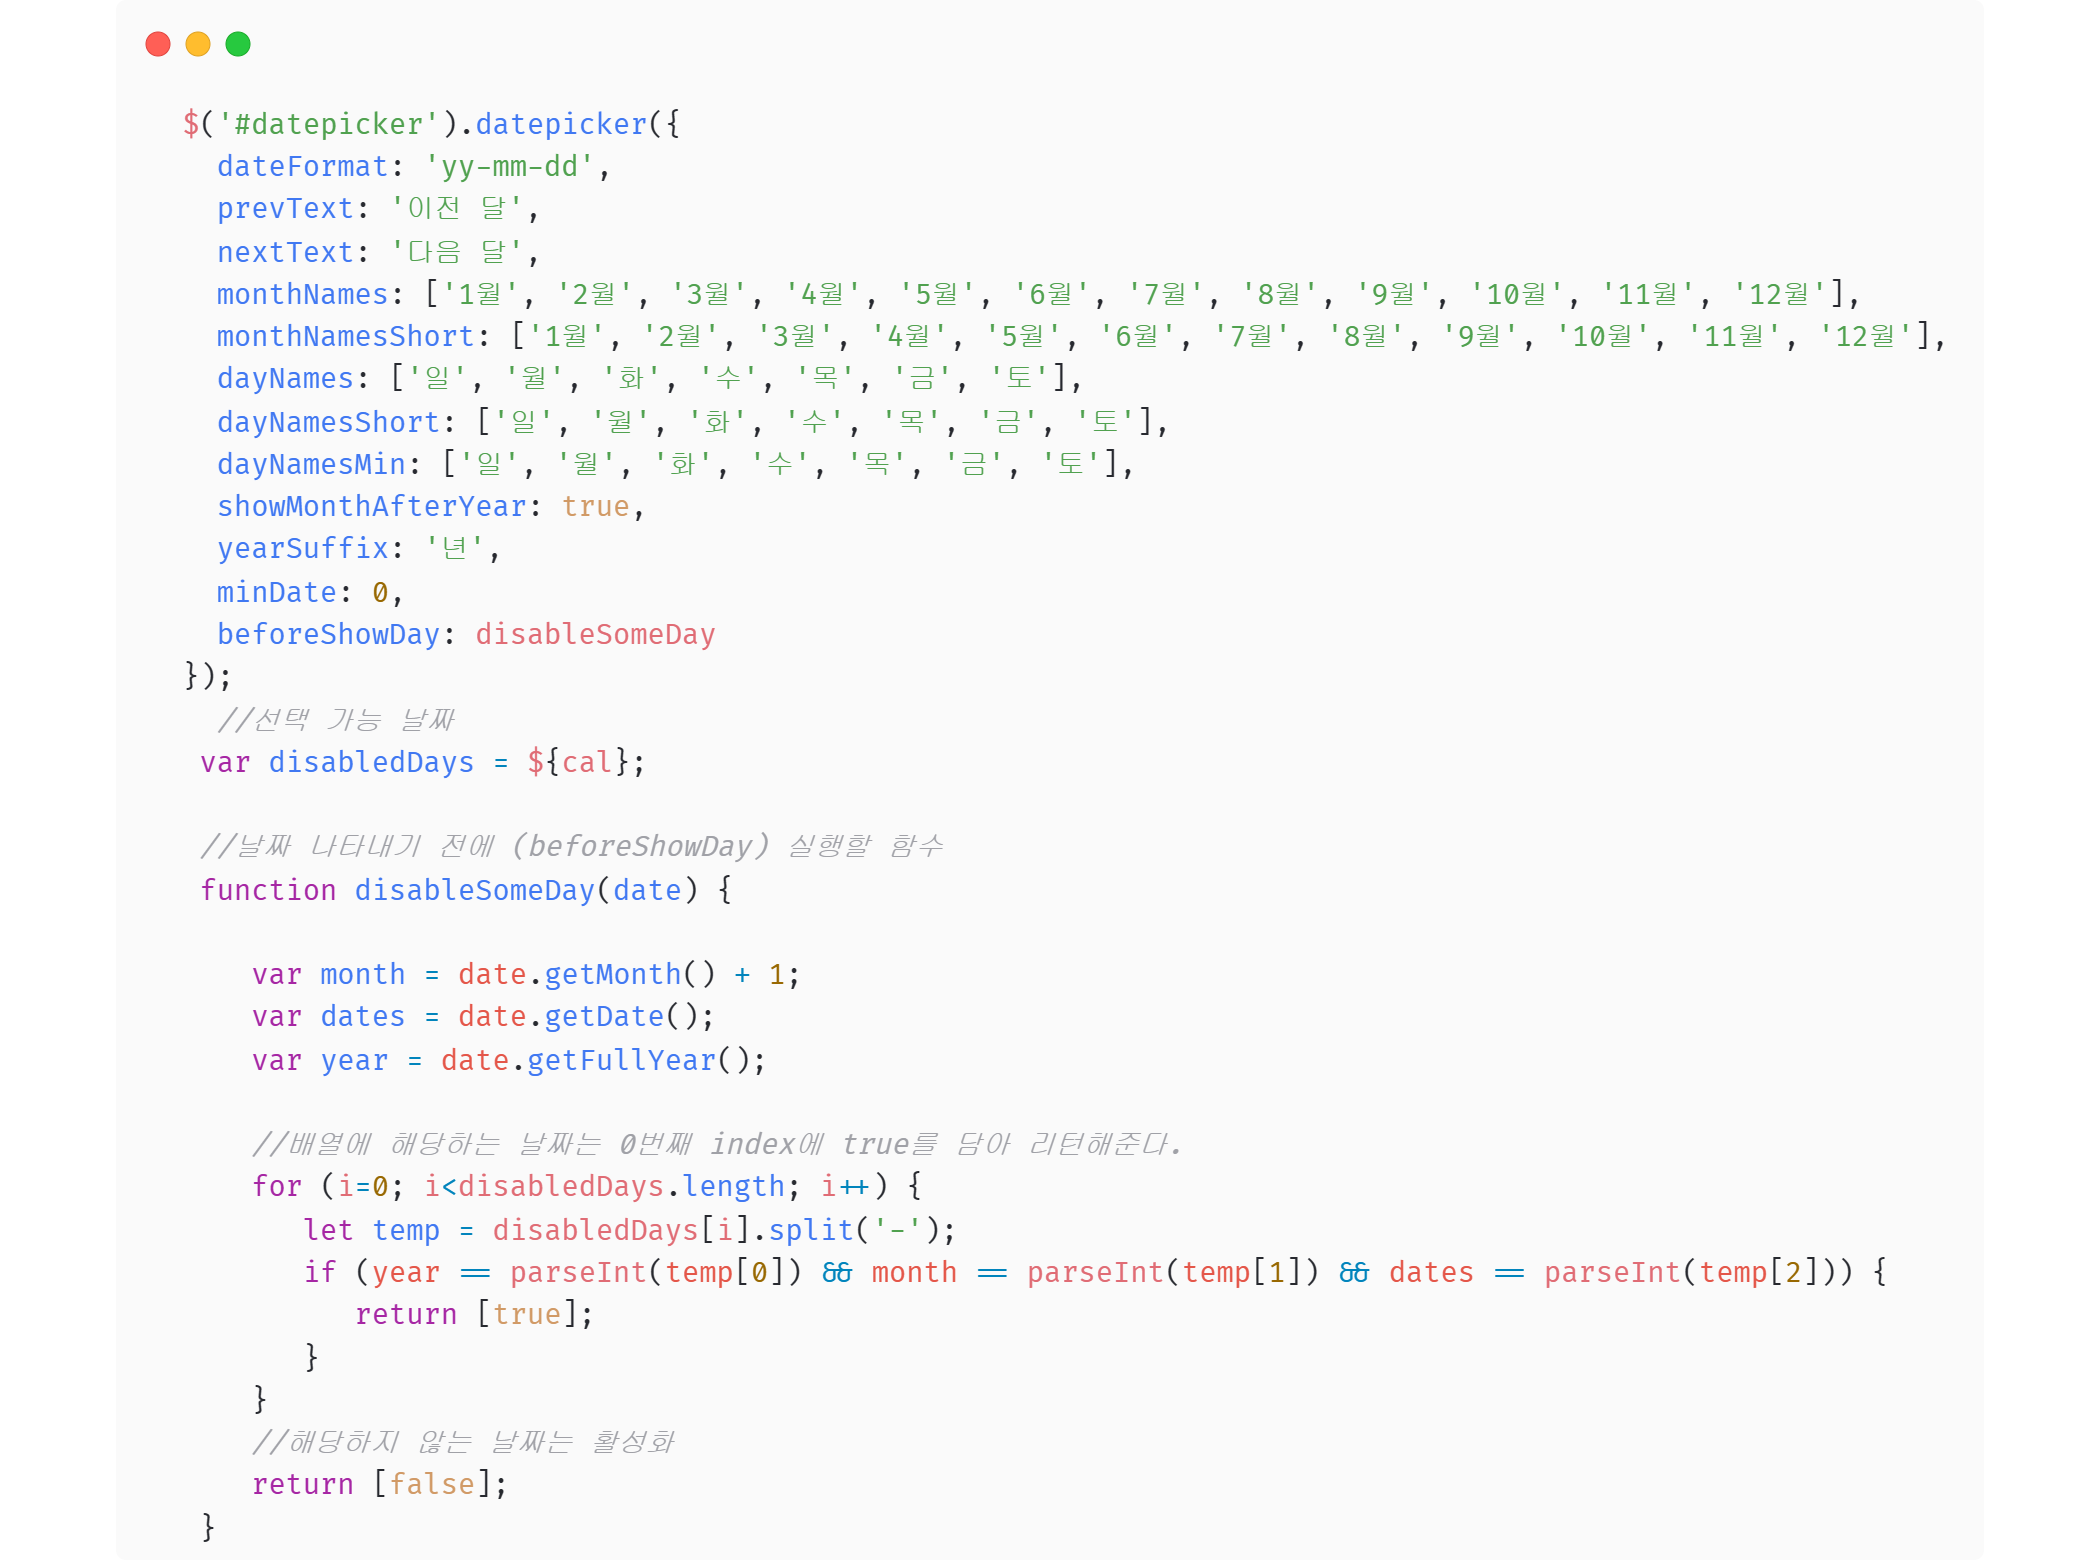 $('#datepicker').datepicker({
  dateFormat: 'yy-mm-dd',
  prevText: '이전 달',
  nextText: '다음 달',
  monthNames: ['1월', '2월', '3월', '4월', '5월', '6월', '7월', '8월', '9월', '10월', '11월', '12월'],
  monthNamesShort: ['1월', '2월', '3월', '4월', '5월', '6월', '7월', '8월', '9월', '10월', '11월', '12월'],
  dayNames: ['일', '월', '화', '수', '목', '금', '토'],
  dayNamesShort: ['일', '월', '화', '수', '목', '금', '토'],
  dayNamesMin: ['일', '월', '화', '수', '목', '금', '토'],
  showMonthAfterYear: true,
  yearSuffix: '년',
  minDate: 0,
  beforeShowDay: disableSomeDay
});
  //선택 가능 날짜
 var disabledDays = ${cal};

 //날짜 나타내기 전에 (beforeShowDay) 실행할 함수
 function disableSomeDay(date) {

    var month = date.getMonth() + 1;
    var dates = date.getDate();
    var year = date.getFullYear();

    //배열에 해당하는 날짜는 0번째 index에 true를 담아 리턴해준다.
    for (i=0; i<disabledDays.length; i++) {
       let temp = disabledDays[i].split('-');
       if (year == parseInt(temp[0]) && month == parseInt(temp[1]) && dates == parseInt(temp[2])) {
          return [true];
       }
    }
    //해당하지 않는 날짜는 활성화
    return [false];
 }